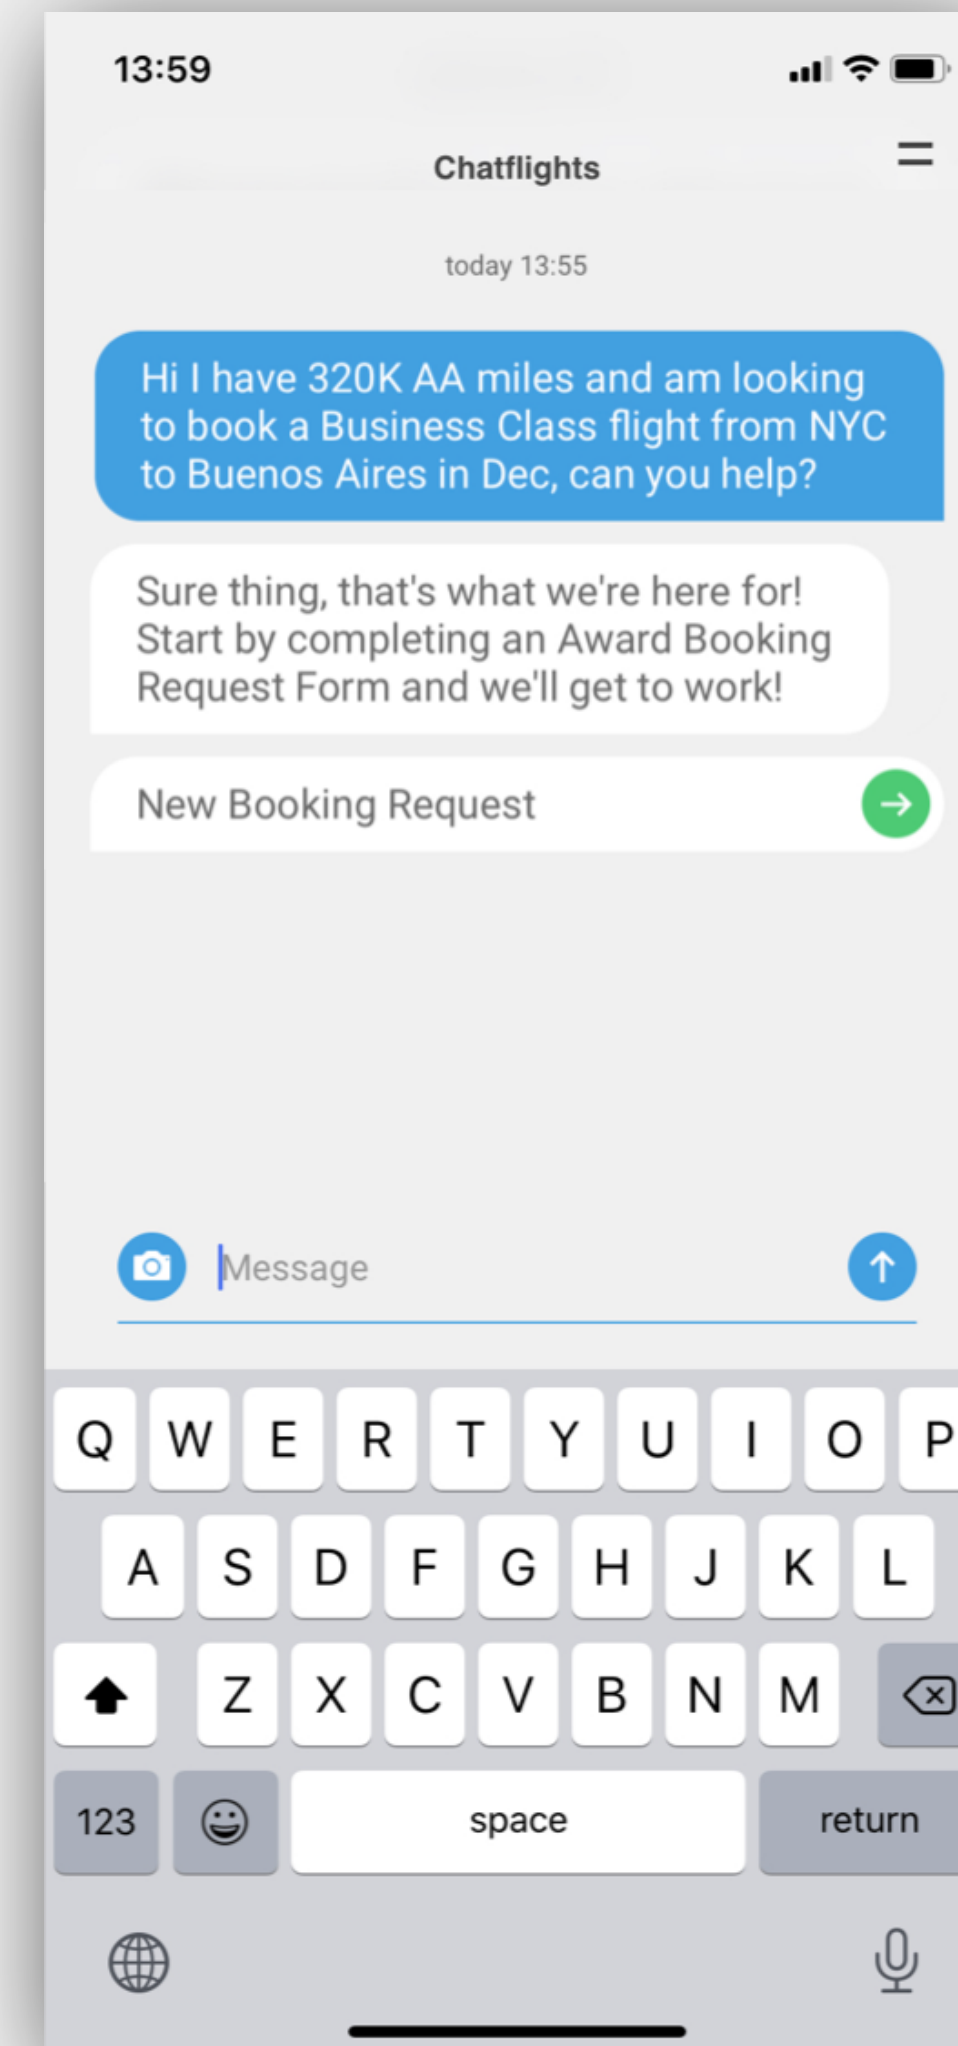 13:59
Chatflights
today 13:55
Hi I have 320K AA miles and am looking
to book a Business Class flight from NYC
to Buenos Aires in Dec, can you help?
Sure thing, that's what we're here for!
Start by completing an Award Booking
Request Form and we'll get to work!
New Booking Request
Message
Q W E R T Y U I O P
A S D F G H J K L
Z X C V B N M
123 space return